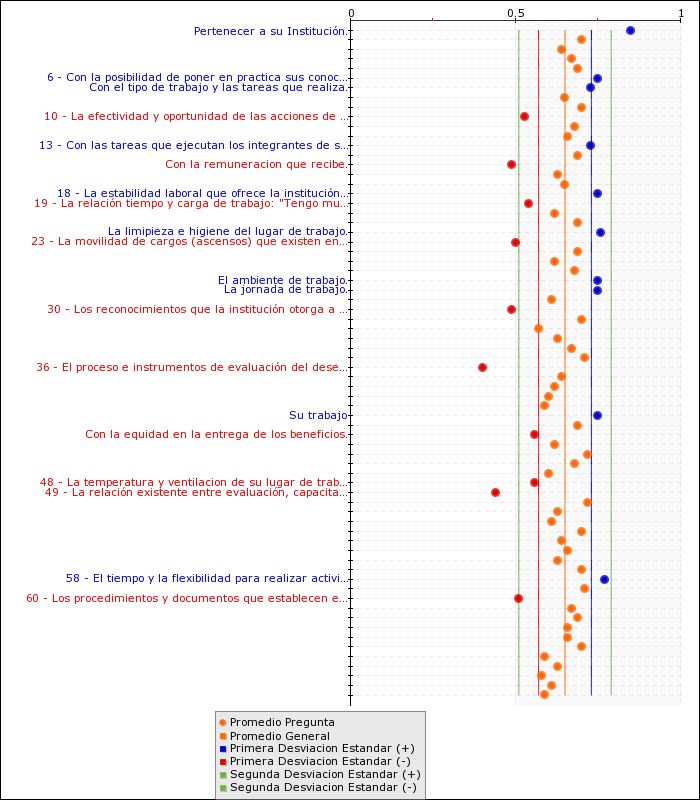 0
0.5
1
Pertenecer a su Institución.
6 - Con la posibilidad de poner en practica sus conoc...
Con el tipo de trabajo y las tareas que realiza.
10 - La efectividad y oportunidad de las acciones de ...
13 - Con las tareas que ejecutan los integrantes de s...
Con la remuneracion que recibe.
18 - La estabilidad laboral que ofrece la institución...
19 - La relación tiempo y carga de trabajo: "Tengo mu...
La limipieza e higiene del lugar de trabajo.
23 - La movilidad de cargos (ascensos) que existen en...
El ambiente de trabajo.
La jornada de trabajo.
30 - Los reconocimientos que la institución otorga a ...
36 - El proceso e instrumentos de evaluación del dese...
Su trabajo
Con la equidad en la entrega de los beneficios.
48 - La temperatura y ventilacion de su lugar de trab...
49 - La relación existente entre evaluación, capacita...
58 - El tiempo y la flexibilidad para realizar activi...
60 - Los procedimientos y documentos que establecen e...
Promedio Pregunta
Promedio General
Primera Desviacion Estandar (+)
Primera Desviacion Estandar (-)
Segunda Desviacion Estandar (+)
Segunda Desviacion Estandar (-)